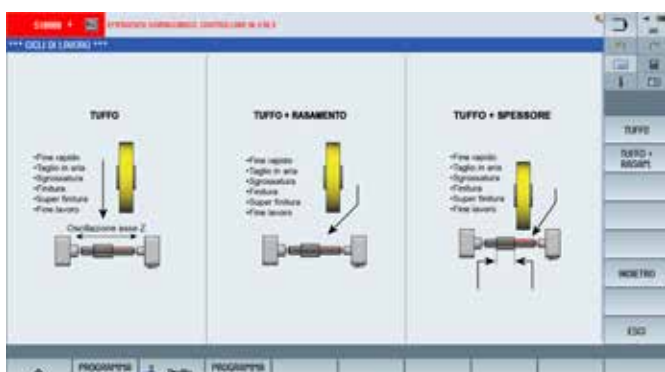 *** CICLI DI LAVORO ***
TUFFO
•Fine rapido
•Taglio in aria
•Sgrossatura
•Finitura
•Super finitura
•Fine lavoro
Oscillazione asse Z
TUFFO + RASAMENTO
•Fine rapido
•Taglio in aria
•Sgrossatura
•Finitura
•Super finitura
•Fine lavoro
TUFFO + SPESSORE
•Fine rapido
•Taglio in aria
•Sgrossatura
•Finitura
•Super finitura
•Fine lavoro
TUFFO
TUFFO +
RASAM.
INDIETRO
ESCI
PROGRAMMA
PROGRAMMA